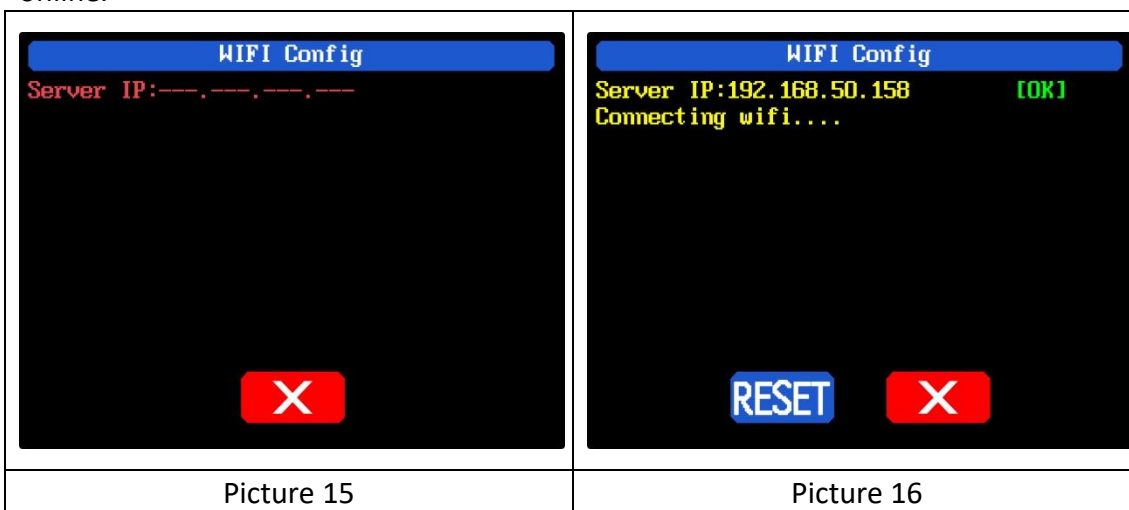 online.
WIFI Config
Server IP:---.---.---.---
X
Picture 15
WIFI Config
Server IP:192.168.50.158 [OK]
Connecting wifi....
RESET X
Picture 16